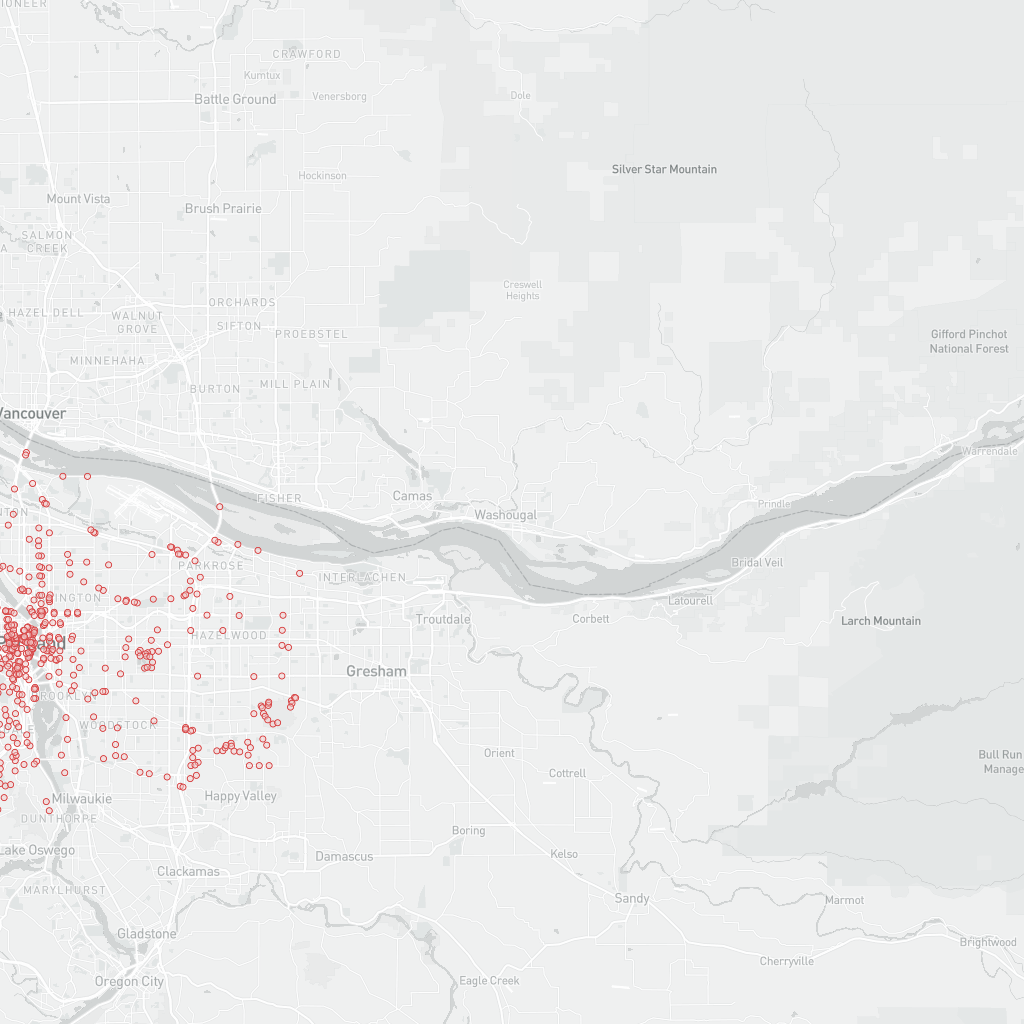 PIONEER
CRAWFORD
Kumtux
Battle Ground
Venersborg
Dole
Silver Star Mountain
Hockinson
Mount Vista
Brush Prairie
SALMON
CREEK
Creswell
Heights
ORCHARDS
HAZEL DELL
WALNUT
GROVE
SIFTON
PROEBSTEL
Gifford Pinchot
National Forest
MINNEHAHA
BURTON
MILL PLAIN
Vancouver
Warrendale
Camas
FISHER
Washougal
Prindle
Bridal Veil
PARKROSE
INTERLACHEN
Latourell
Troutdale
Corbett
Larch Mountain
HAZELWOOD
Gresham
BROOKLYN
WOODSTOCK
Orient
Bull Run
Manage
Cottrell
Happy Valley
Milwaukie
DUNTHORPE
Boring
Lake Oswego
Damascus
Kelso
Clackamas
MARYLHURST
Sandy
Marmot
Gladstone
Brightwood
Cherryville
Oregon City
Eagle Creek